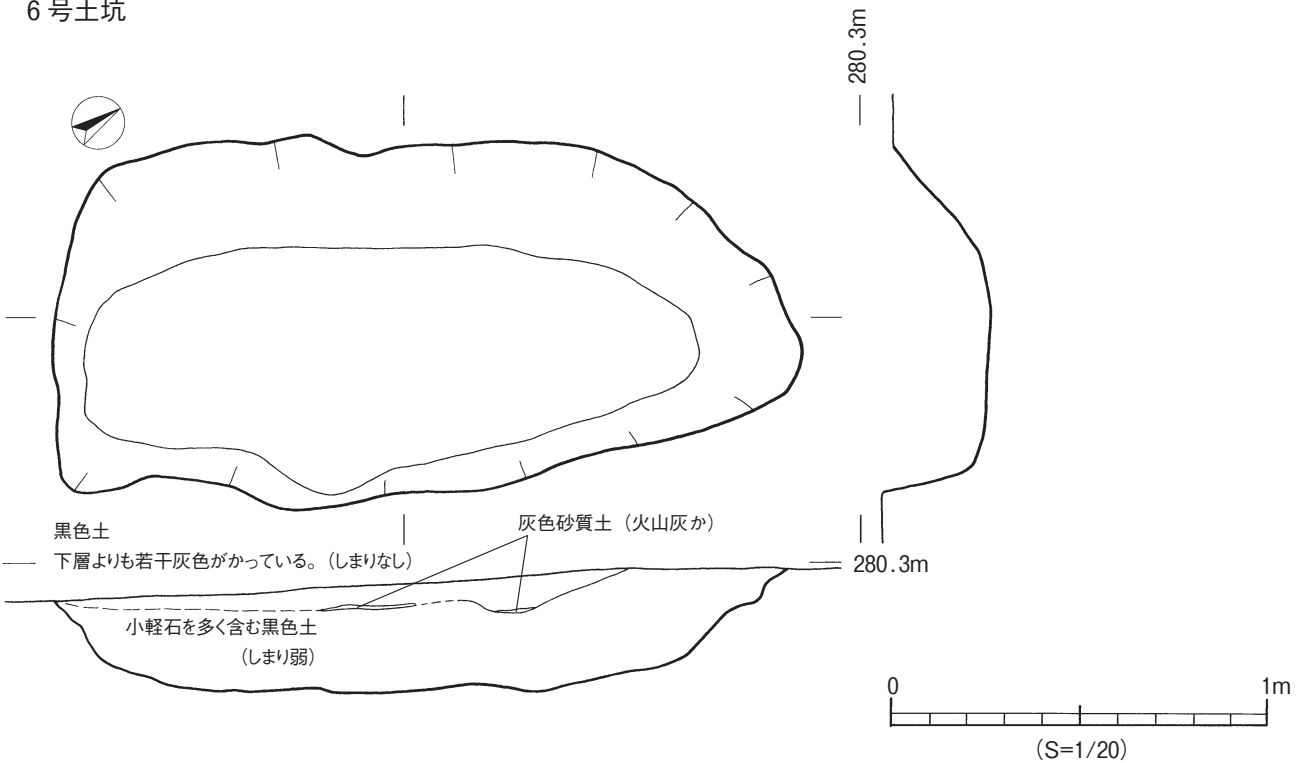 6号土坑
280.3m
黒色土
下層よりも若干灰色がかっている。(しまりなし)
灰色砂質土(火山灰か)
280.3m
小軽石を多く含む黒色土
(しまり弱)
0 1m
(S=1/20)